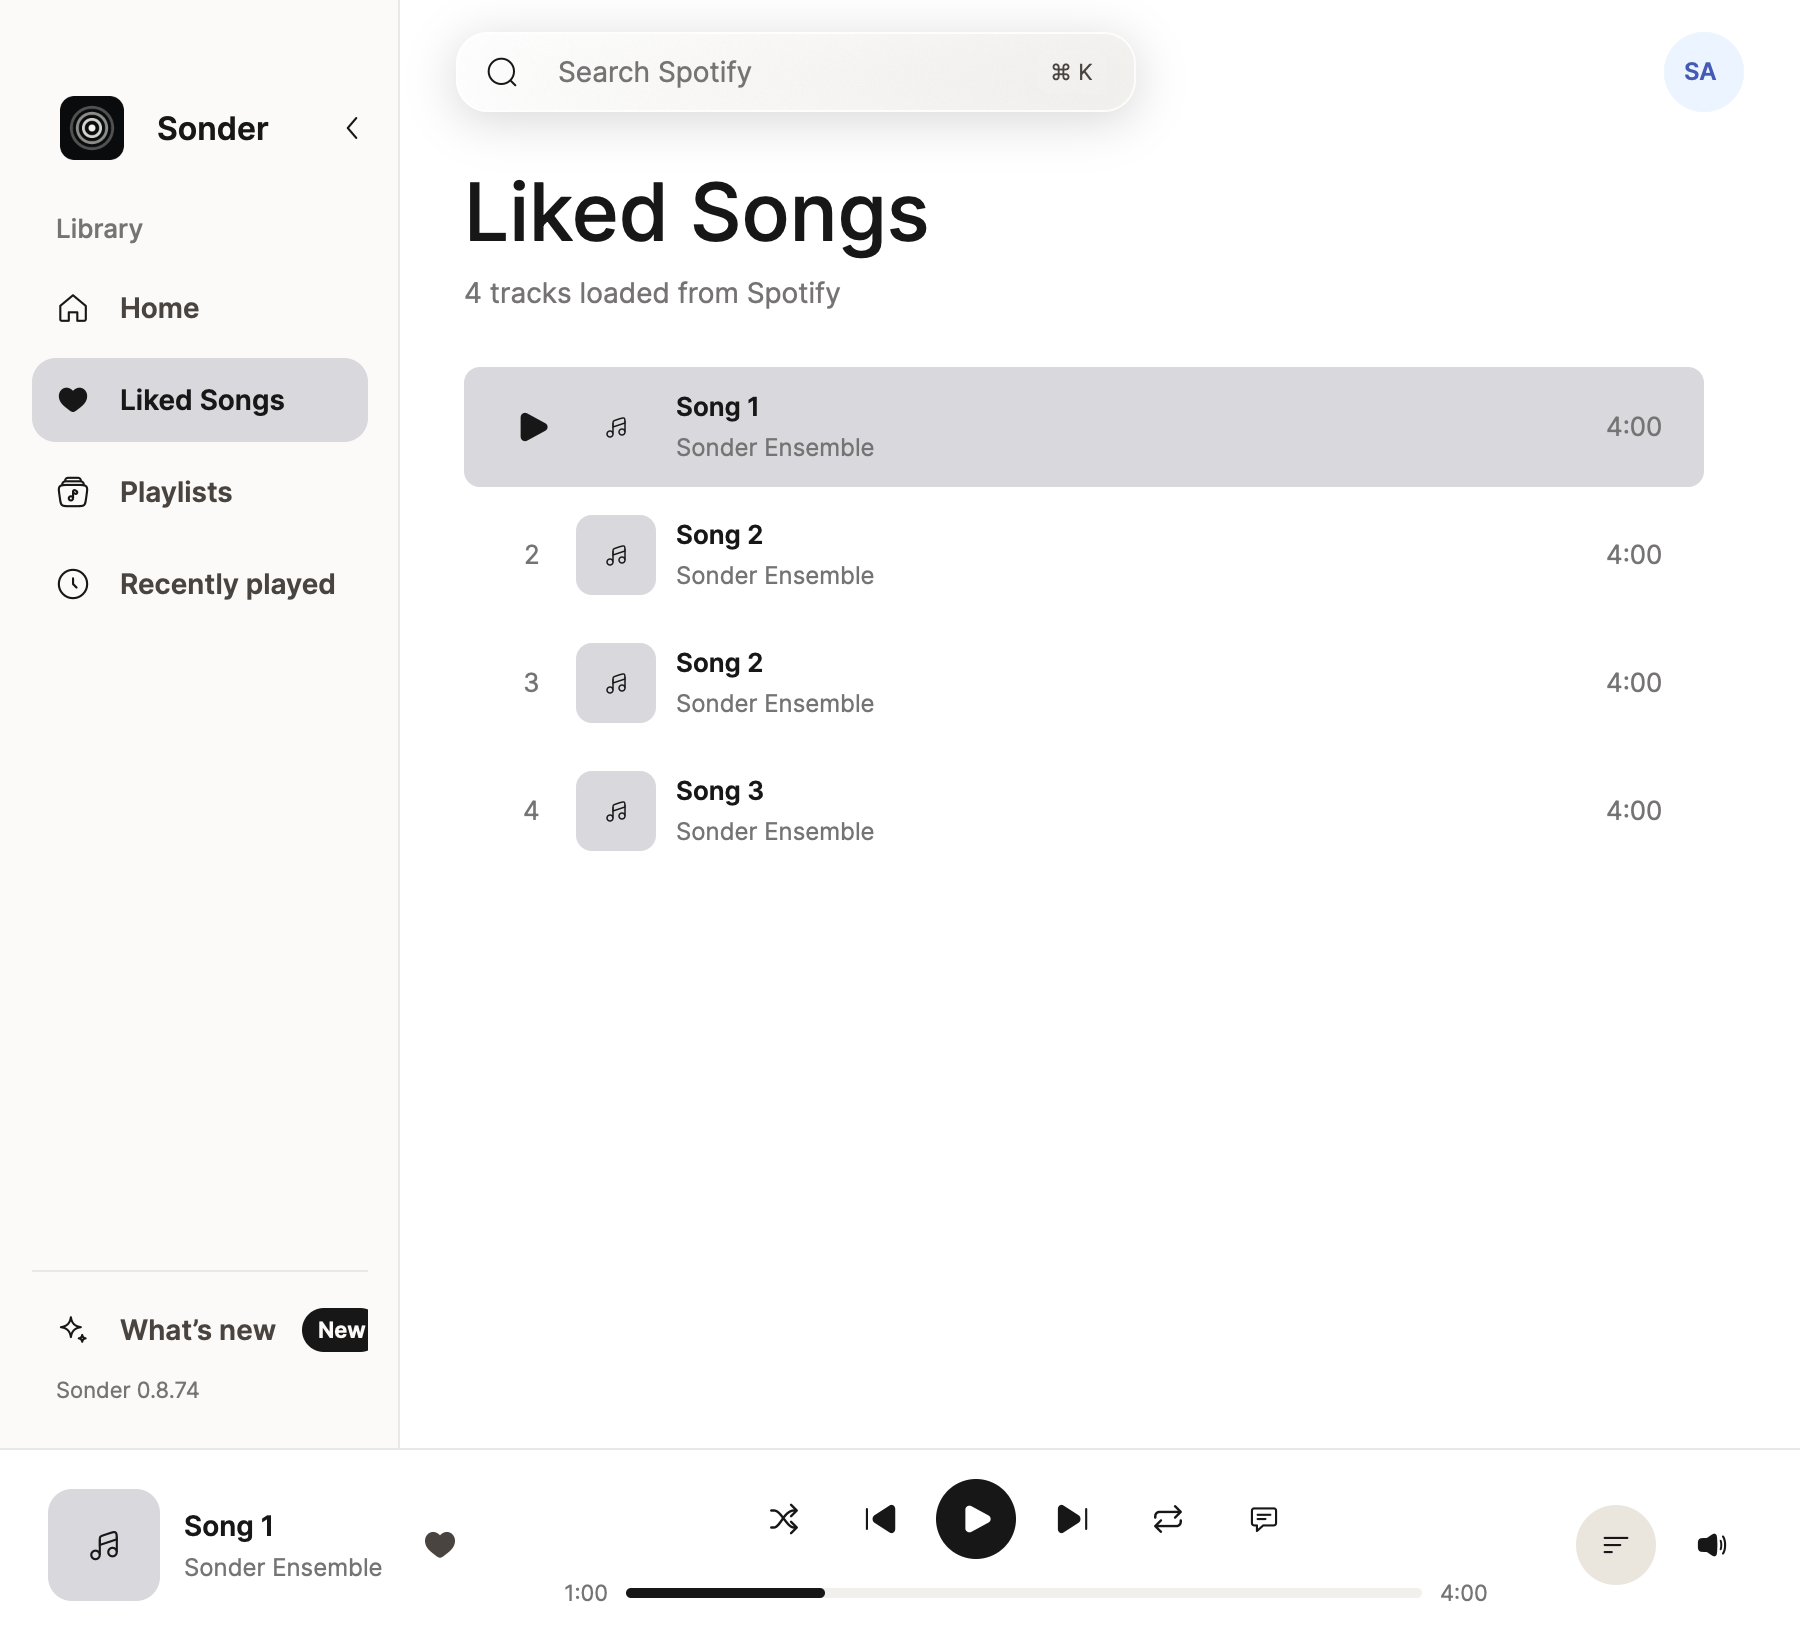 Sonder
Library
Home
Liked Songs
Playlists
Recently played
What’s new
New
Sonder 0.8.74
Search Spotify
⌘ K
SA
Liked Songs
4 tracks loaded from Spotify
Song 1
Sonder Ensemble
4:00
2
Song 2
Sonder Ensemble
4:00
3
Song 2
Sonder Ensemble
4:00
4
Song 3
Sonder Ensemble
4:00
Song 1
Sonder Ensemble
1:00
4:00